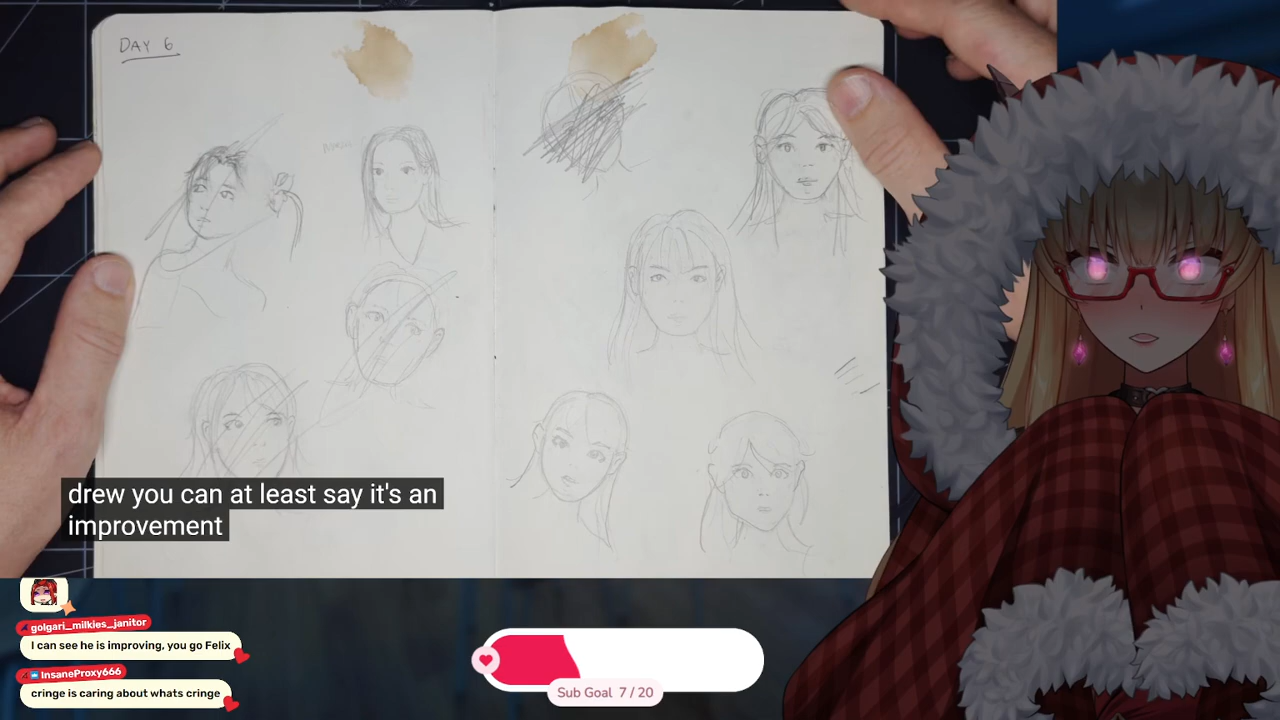 DAY 6
drew you can at least say it's an
improvement
golgari_milkies_janitor
I can see he is improving, you go Felix
InsaneProxy666
cringe is caring about whats cringe
Sub Goal 7 / 20